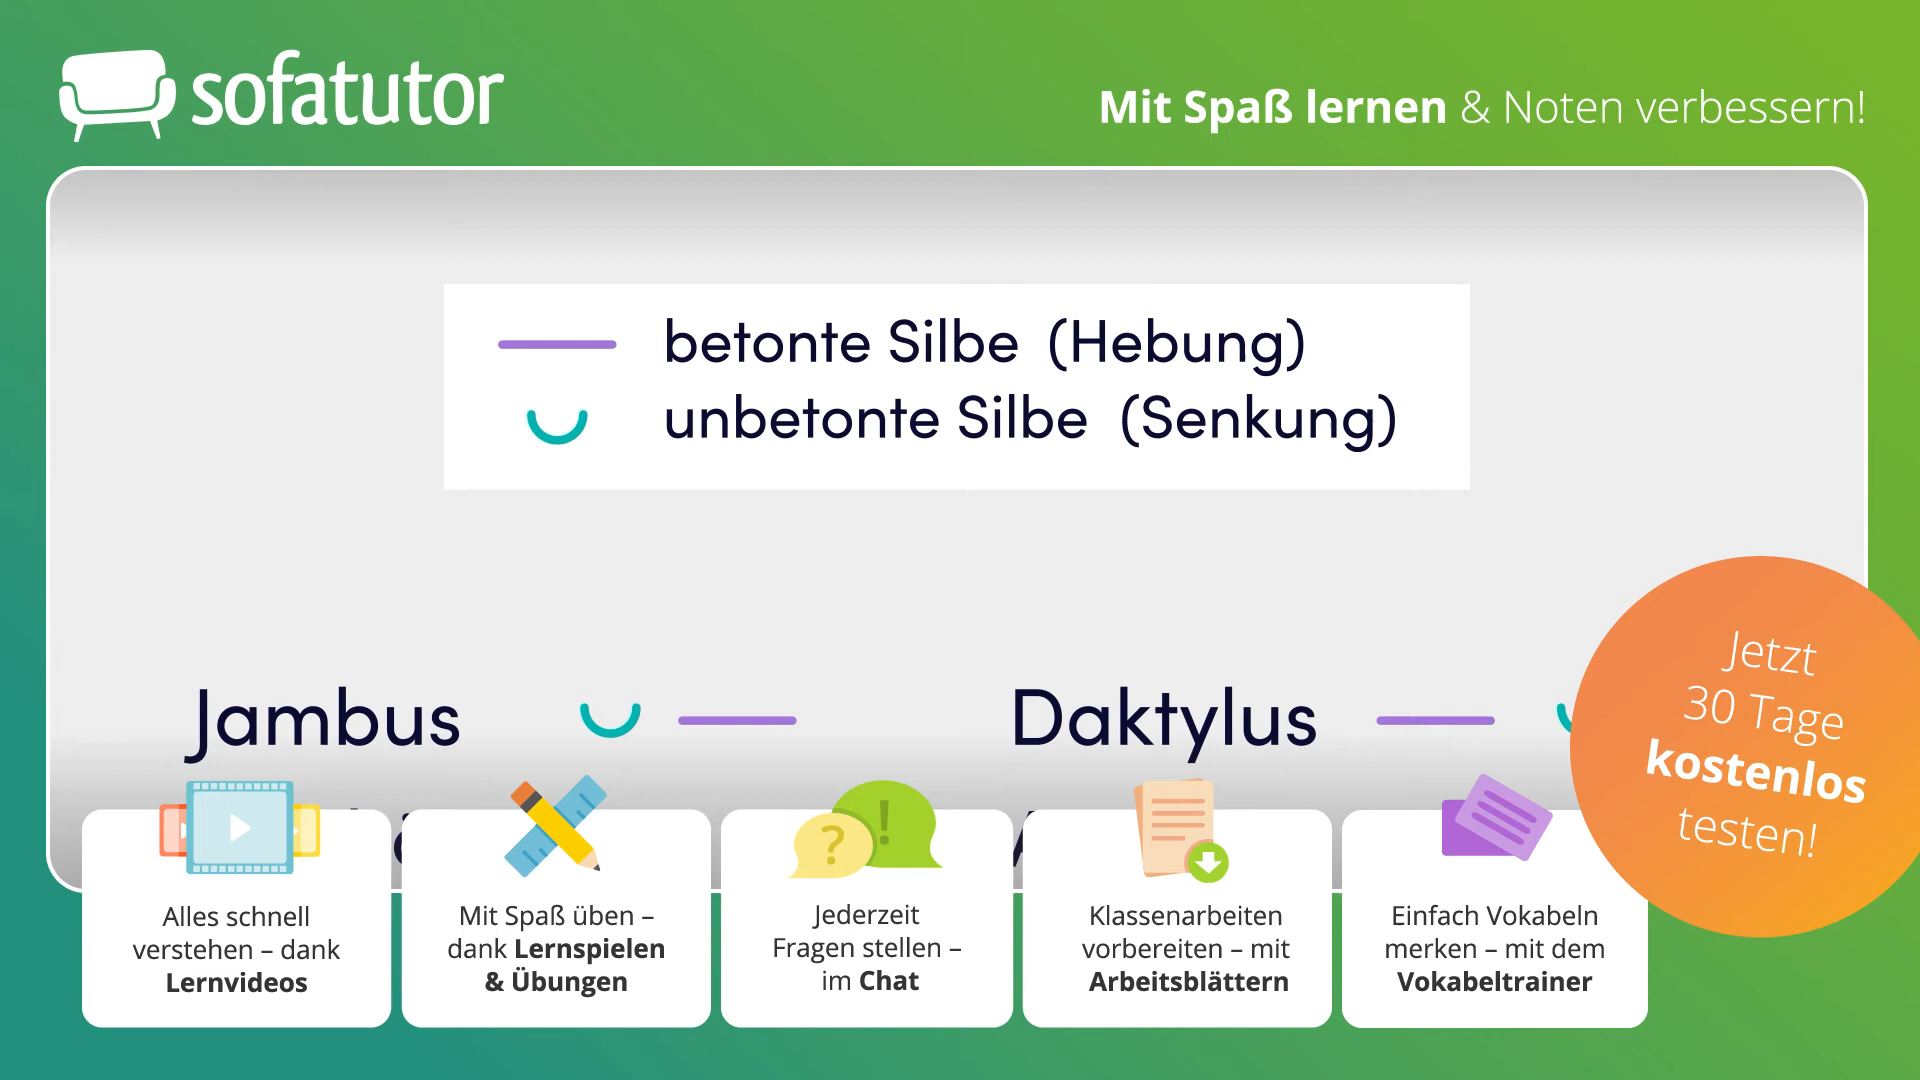 sofatutor
Mit Spaß lernen & Noten verbessern!
betonte Silbe (Hebung)
unbetonte Silbe (Senkung)
Jambus
Daktylus
Jetzt
30 Tage
kostenlos
testen!
? !
Alles schnell
verstehen – dank
Lernvideos
Mit Spaß üben –
dank Lernspielen
& Übungen
Jederzeit
Fragen stellen –
im Chat
Klassenarbeiten
vorbereiten – mit
Arbeitsblättern
Einfach Vokabeln
merken – mit dem
Vokabeltrainer